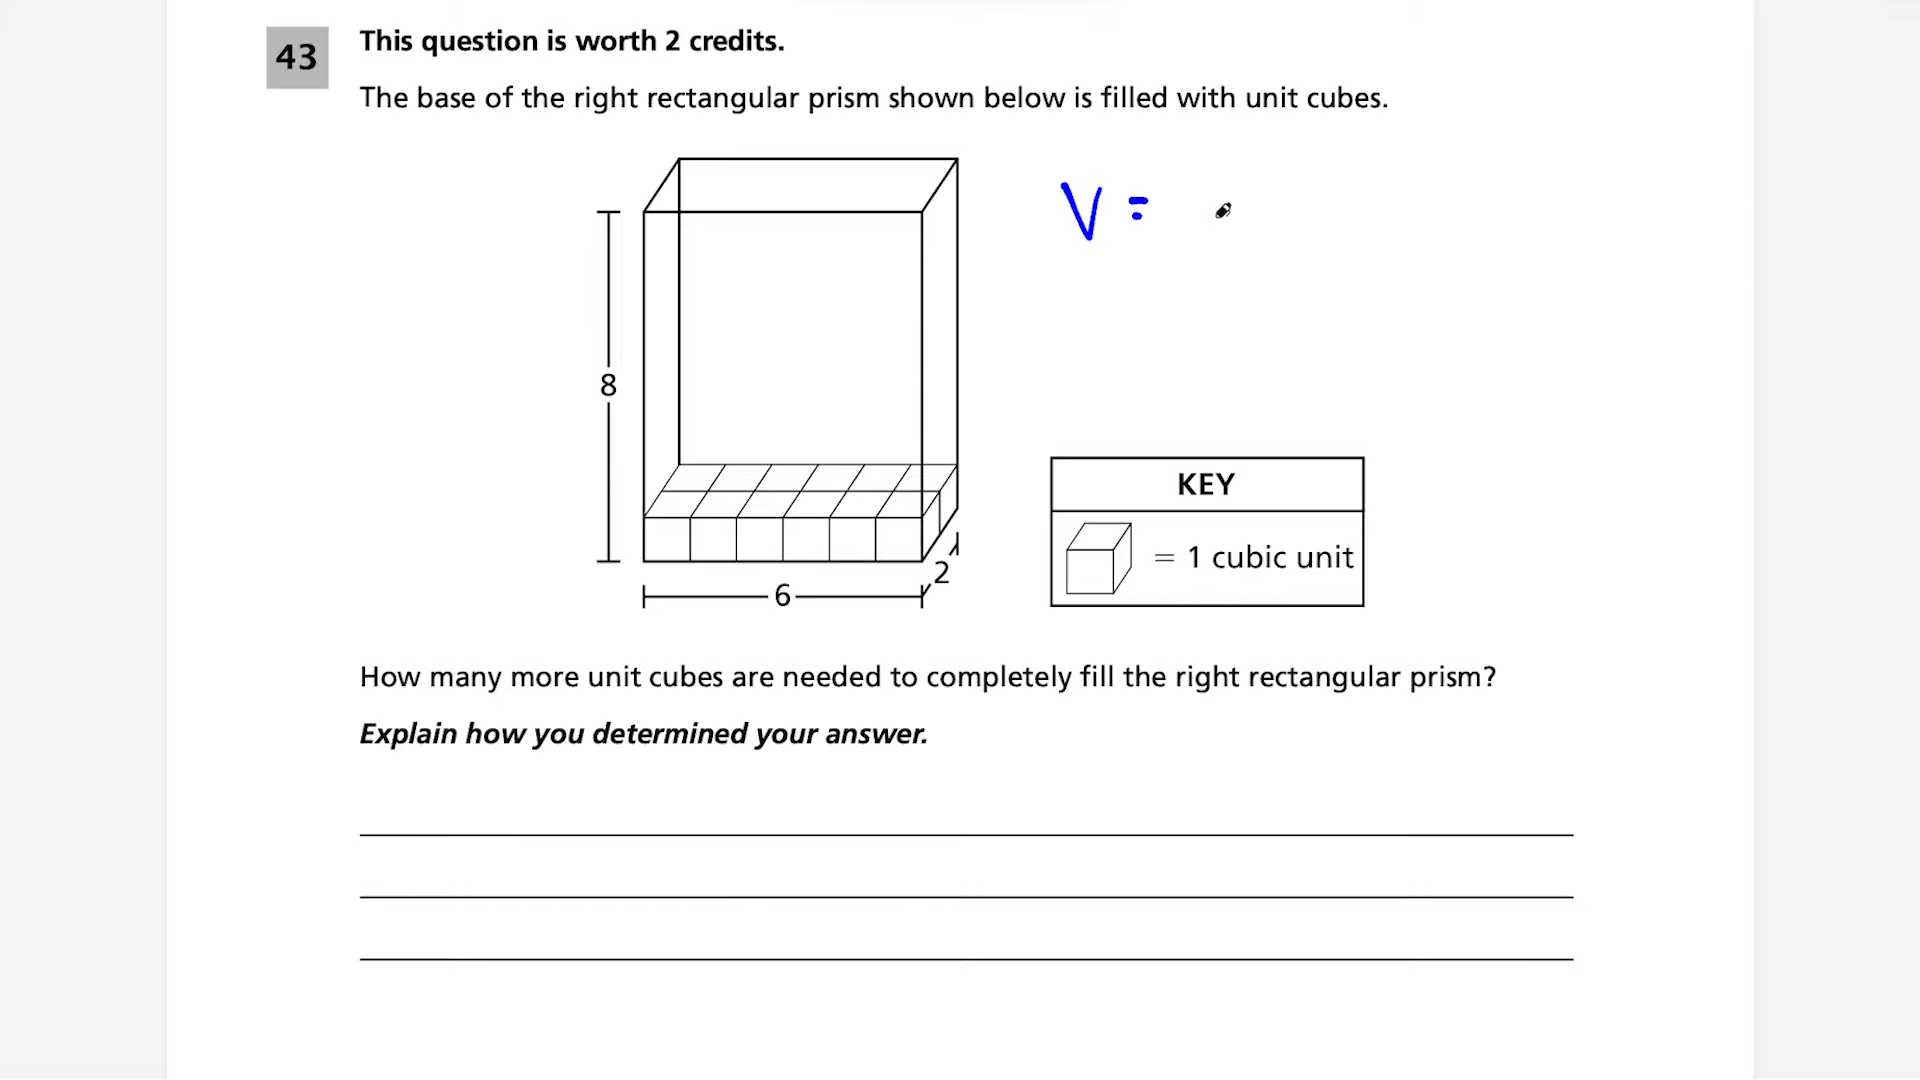 43
This question is worth 2 credits.
The base of the right rectangular prism shown below is filled with unit cubes.
V =
8
6
2
KEY
= 1 cubic unit
How many more unit cubes are needed to completely fill the right rectangular prism?
Explain how you determined your answer.